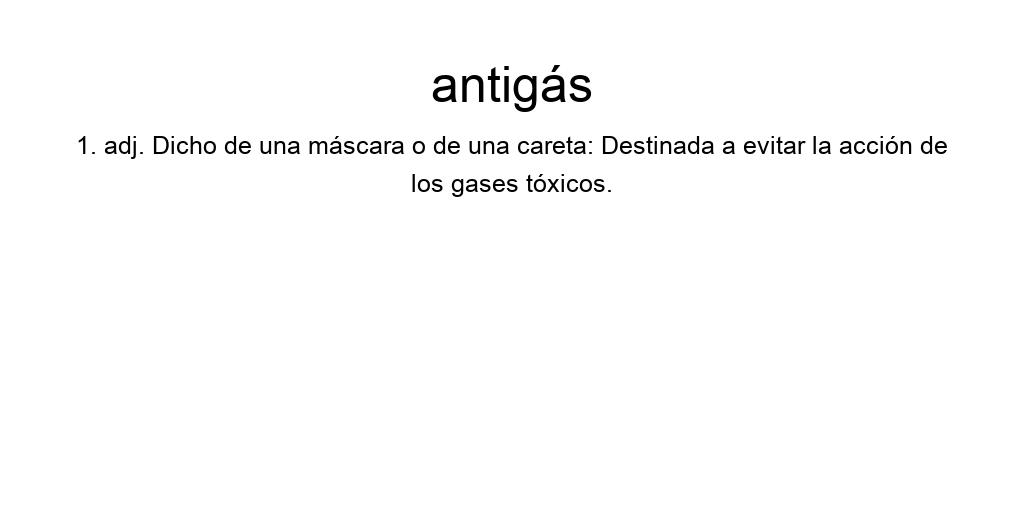 antigás
1. adj. Dicho de una máscara o de una careta: Destinada a evitar la acción de
los gases tóxicos.